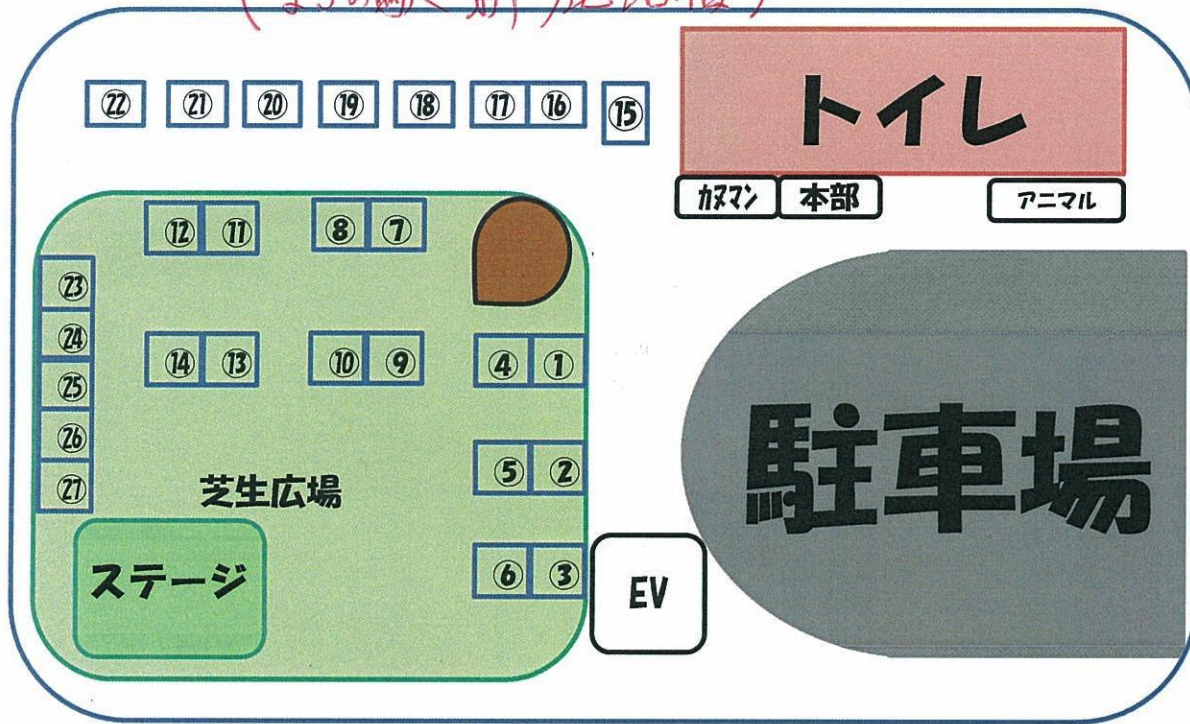 トイレ
㉒ ㉑ ⑳ ⑲ ⑱ ⑰ ⑯ ⑮
カヌマン 本部 アニマル
⑫ ⑪ ⑧ ⑦
㉓
㉔
⑭ ⑬ ⑩ ⑨ ④ ①
㉕
㉖
⑤ ②
㉗
芝生広場
駐車場
ステージ
⑥ ③
EV